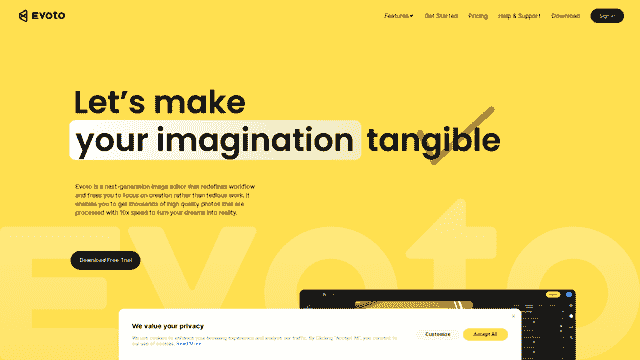 Evoto
Features Get Started Pricing Help & Support Download Sign in
Let's make
your imagination tangible
Evoto is a next-generation image editor that redefines workflow
and frees you to focus on creation rather than tedious work. It
enables you to get thousands of high quality photos that are
processed with 10x speed to turn your dreams into reality.
EVOTO
Download Free Trial
We value your privacy
Customize Accept All